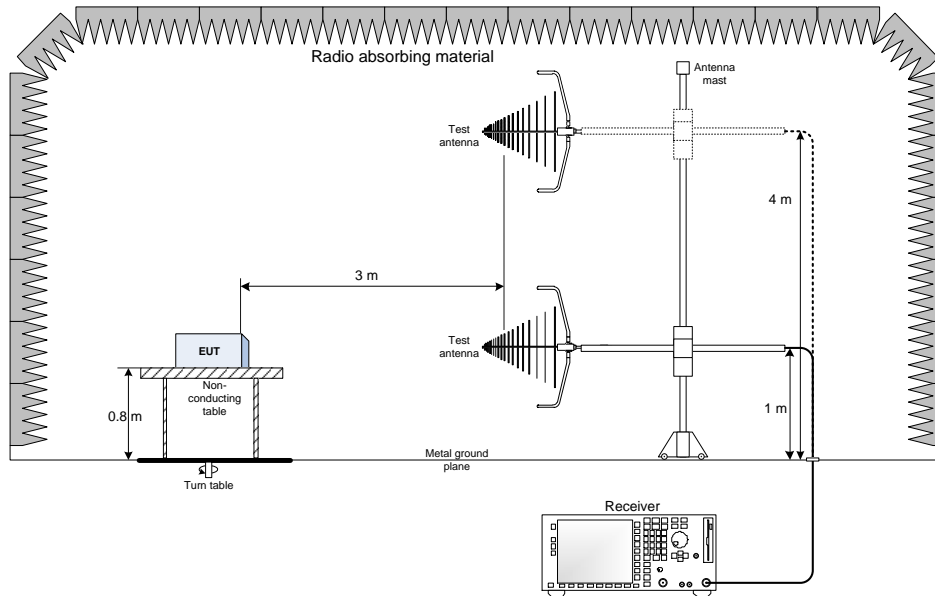 Radio absorbing material
Antenna
mast
Test
antenna
4 m
3 m
Test
antenna
EUT
Non-
conducting
table
0.8 m
1 m
Metal ground
plane
Turn table
Receiver